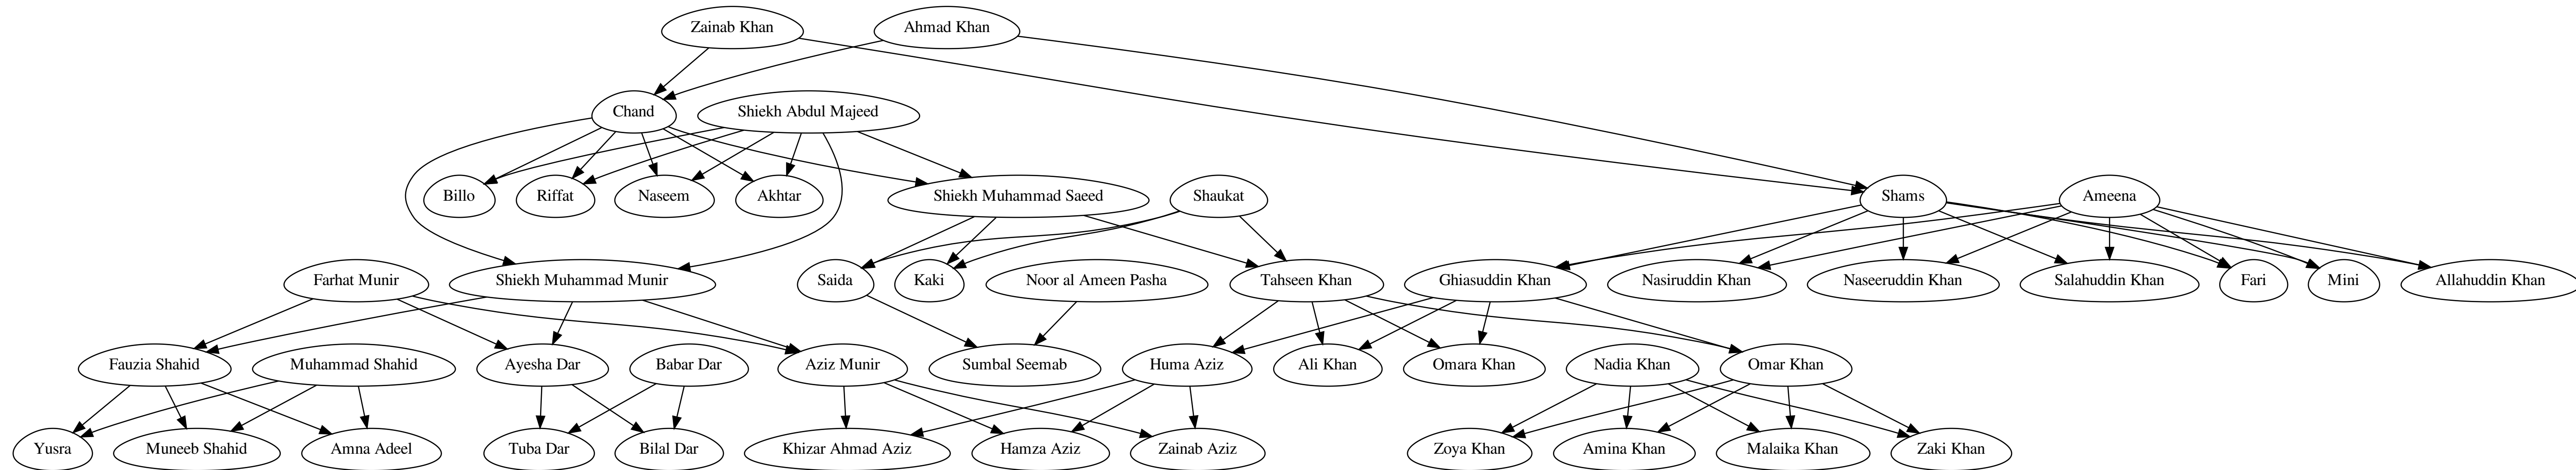 Zainab Khan
Ahmad Khan
Chand
Shiekh Abdul Majeed
Billo
Riffat
Naseem
Akhtar
Shiekh Muhammad Saeed
Shaukat
Shams
Ameena
Farhat Munir
Shiekh Muhammad Munir
Saida
Kaki
Noor al Ameen Pasha
Tahseen Khan
Ghiasuddin Khan
Nasiruddin Khan
Naseeruddin Khan
Salahuddin Khan
Fari
Mini
Allahuddin Khan
Fauzia Shahid
Muhammad Shahid
Ayesha Dar
Babar Dar
Aziz Munir
Sumbal Seemab
Huma Aziz
Ali Khan
Omara Khan
Nadia Khan
Omar Khan
Yusra
Muneeb Shahid
Amna Adeel
Tuba Dar
Bilal Dar
Khizar Ahmad Aziz
Hamza Aziz
Zainab Aziz
Zoya Khan
Amina Khan
Malaika Khan
Zaki Khan